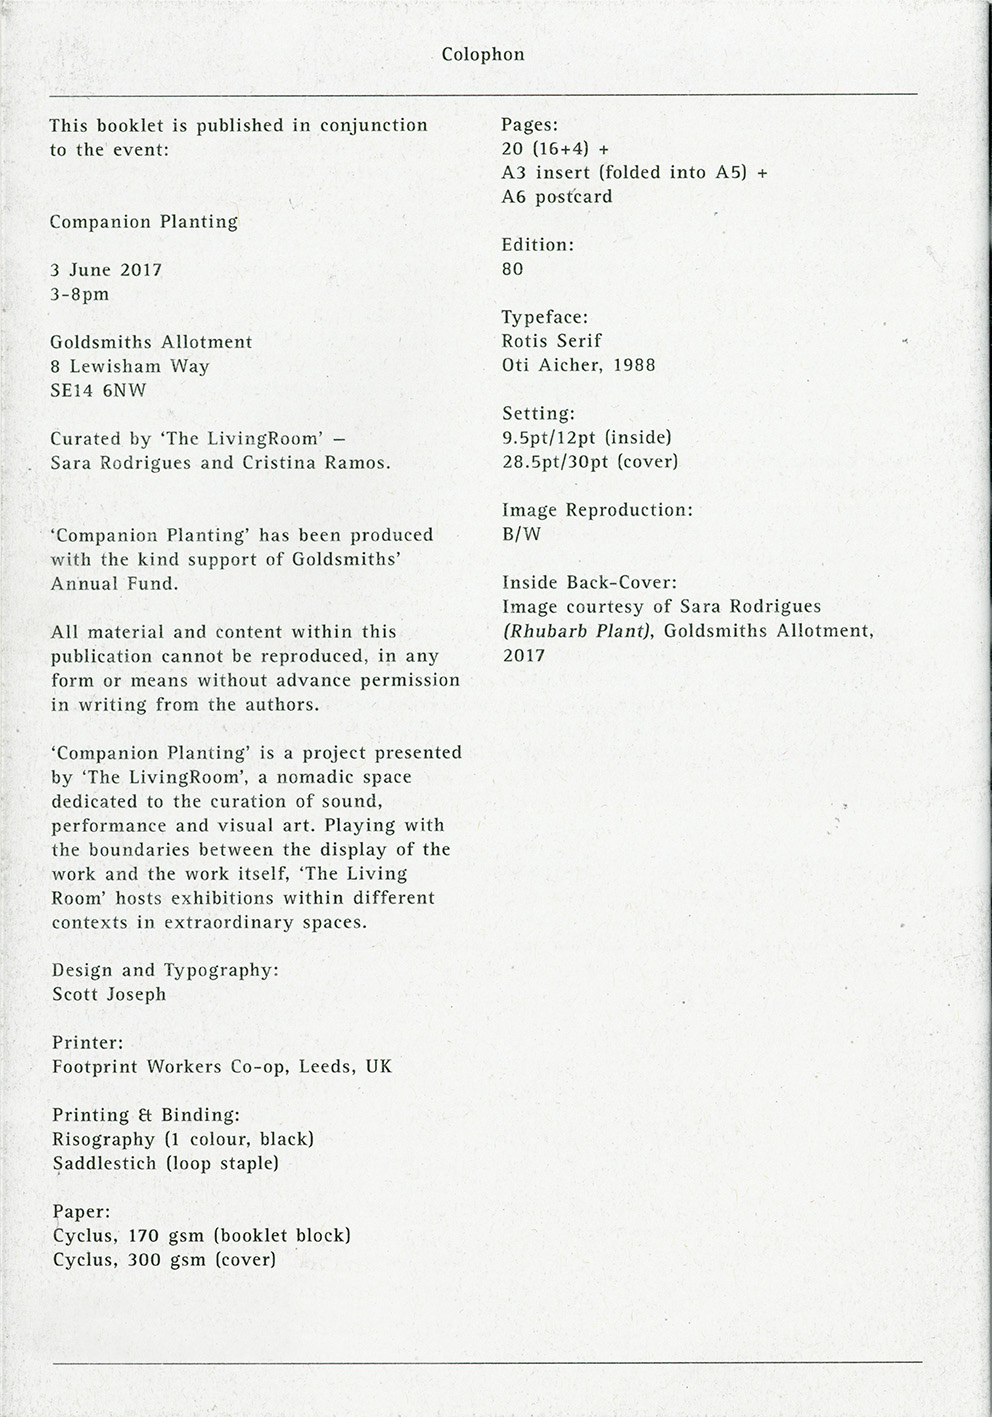 Colophon
This booklet is published in conjunction
to the event:
Companion Planting
3 June 2017
3-8pm
Goldsmiths Allotment
8 Lewisham Way
SE14 6NW
Curated by ‘The LivingRoom’ –
Sara Rodrigues and Cristina Ramos.
‘Companion Planting’ has been produced
with the kind support of Goldsmiths’
Annual Fund.
All material and content within this
publication cannot be reproduced, in any
form or means without advance permission
in writing from the authors.
‘Companion Planting’ is a project presented
by ‘The LivingRoom’, a nomadic space
dedicated to the curation of sound,
performance and visual art. Playing with
the boundaries between the display of the
work and the work itself, ‘The Living
Room’ hosts exhibitions within different
contexts in extraordinary spaces.
Design and Typography:
Scott Joseph
Printer:
Footprint Workers Co-op, Leeds, UK
Printing & Binding:
Risography (1 colour, black)
Saddlestich (loop staple)
Paper:
Cyclus, 170 gsm (booklet block)
Cyclus, 300 gsm (cover)
Pages:
20 (16+4) +
A3 insert (folded into A5) +
A6 postcard
Edition:
80
Typeface:
Rotis Serif
Oti Aicher, 1988
Setting:
9.5pt/12pt (inside)
28.5pt/30pt (cover)
Image Reproduction:
B/W
Inside Back-Cover:
Image courtesy of Sara Rodrigues
(Rhubarb Plant), Goldsmiths Allotment,
2017